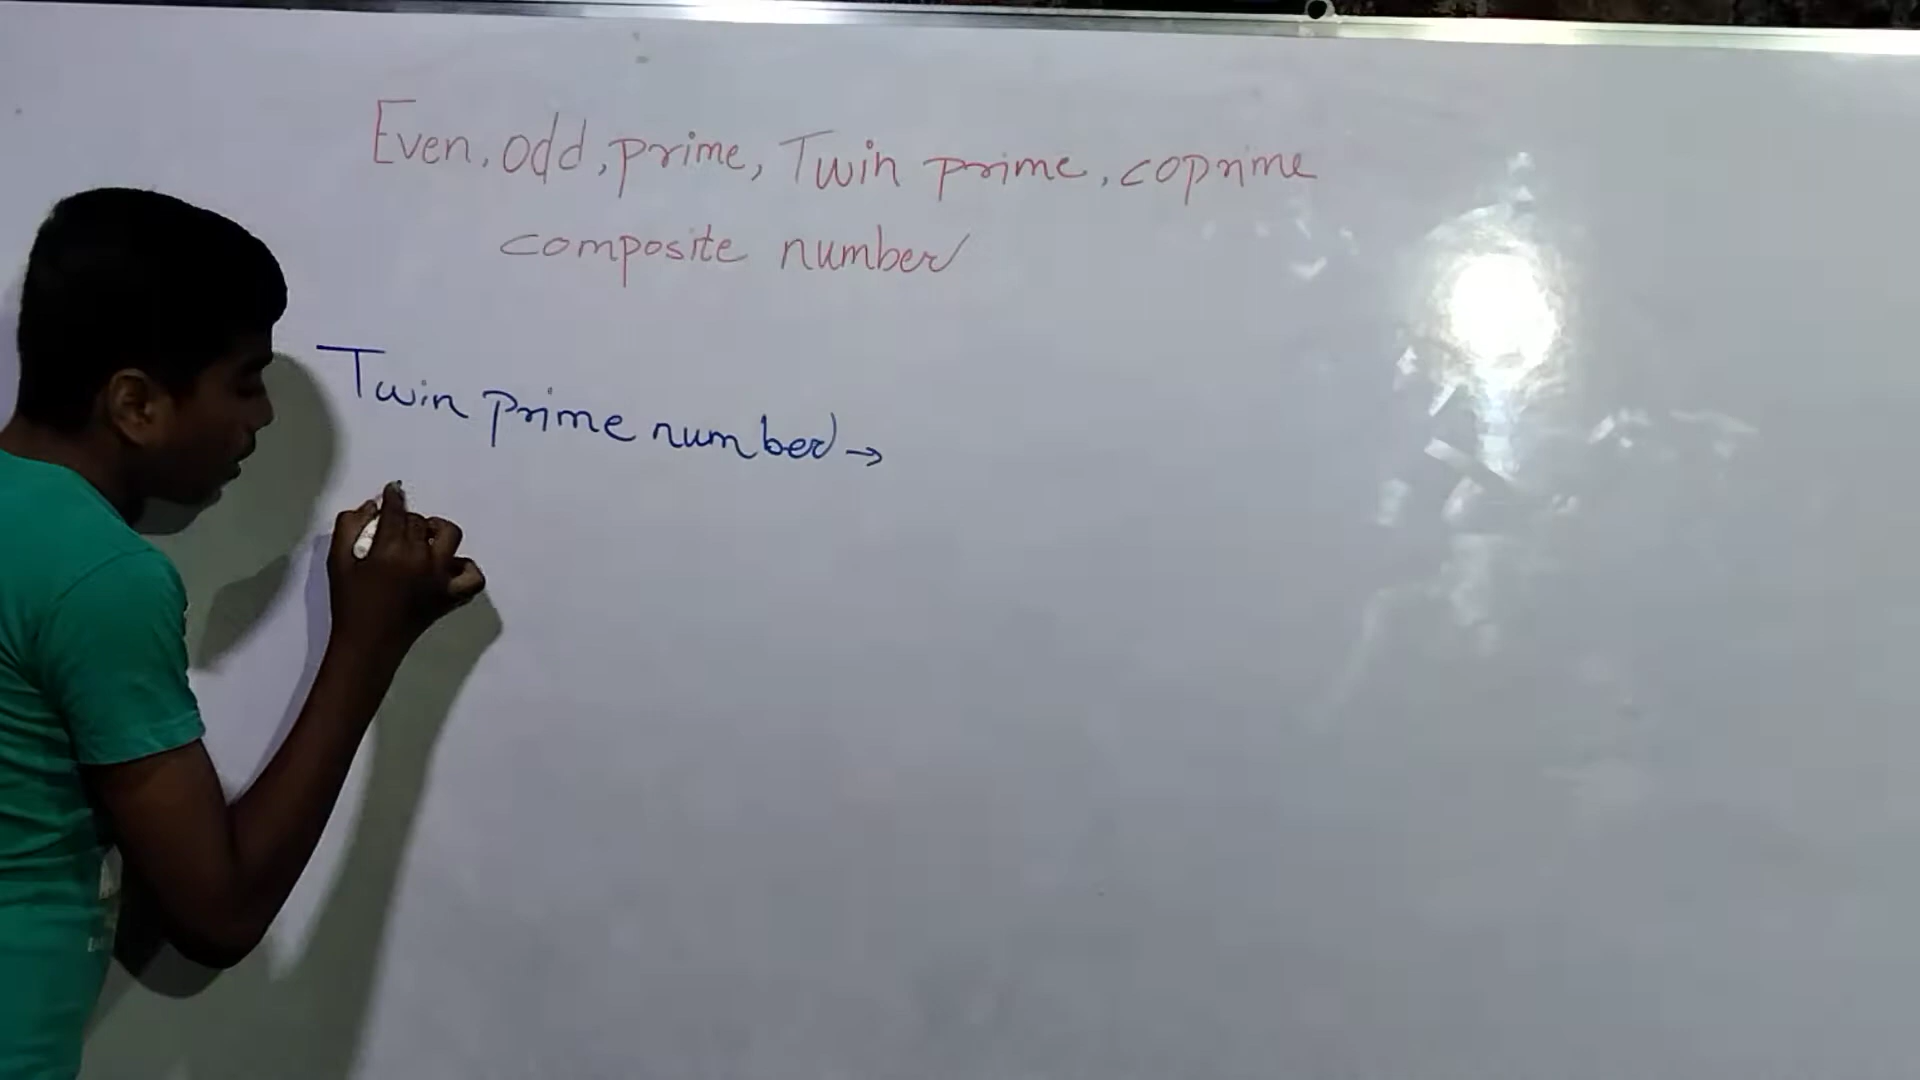 Even, odd, prime, Twin prime, coprime
composite number
Twin prime number →